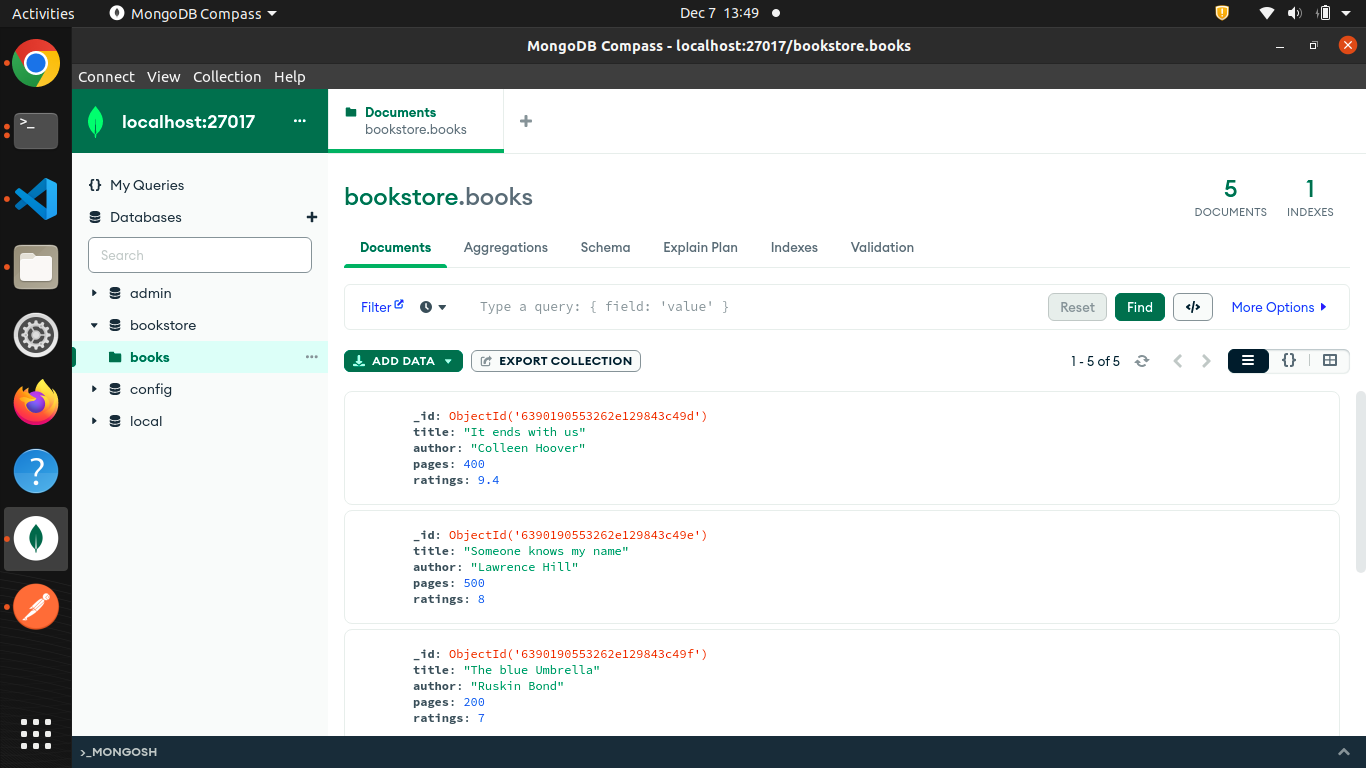 Activities MongoDB Compass Dec 7 13:49
MongoDB Compass - localhost:27017/bookstore.books
Connect View Collection Help
localhost:27017 ...
Documents
bookstore.books
+
My Queries
Databases +
Search
admin
bookstore
books ...
config
local
bookstore.books
5
DOCUMENTS
1
INDEXES
Documents Aggregations Schema Explain Plan Indexes Validation
Filter Type a query: { field: 'value' } Reset Find </> More Options
ADD DATA EXPORT COLLECTION 1 - 5 of 5 {}
_id: ObjectId('6390190553262e129843c49d')
title: "It ends with us"
author: "Colleen Hoover"
pages: 400
ratings: 9.4
_id: ObjectId('6390190553262e129843c49e')
title: "Someone knows my name"
author: "Lawrence Hill"
pages: 500
ratings: 8
_id: ObjectId('6390190553262e129843c49f')
title: "The blue Umbrella"
author: "Ruskin Bond"
pages: 200
ratings: 7
>_MONGOSH